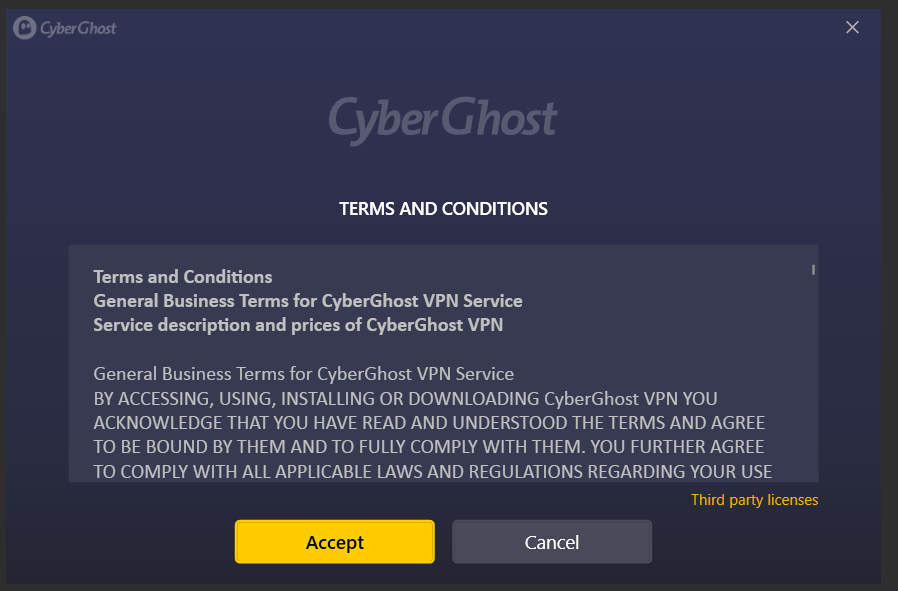 CyberGhost
CyberGhost
TERMS AND CONDITIONS
Terms and Conditions
General Business Terms for CyberGhost VPN Service
Service description and prices of CyberGhost VPN
General Business Terms for CyberGhost VPN Service
BY ACCESSING, USING, INSTALLING OR DOWNLOADING CyberGhost VPN YOU
ACKNOWLEDGE THAT YOU HAVE READ AND UNDERSTOOD THE TERMS AND AGREE
TO BE BOUND BY THEM AND TO FULLY COMPLY WITH THEM. YOU FURTHER AGREE
TO COMPLY WITH ALL APPLICABLE LAWS AND REGULATIONS REGARDING YOUR USE
Third party licenses
Accept
Cancel